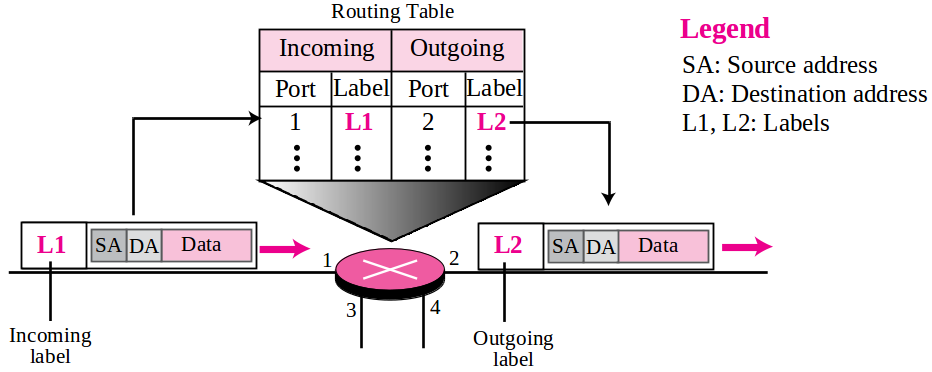 Routing Table
Incoming Outgoing
Port Label Port Label
1 L1 2 L2
Legend
SA: Source address
DA: Destination address
L1, L2: Labels
L1 SA DA Data
L2 SA DA Data
1 2
3 4
Incoming
label
Outgoing
label